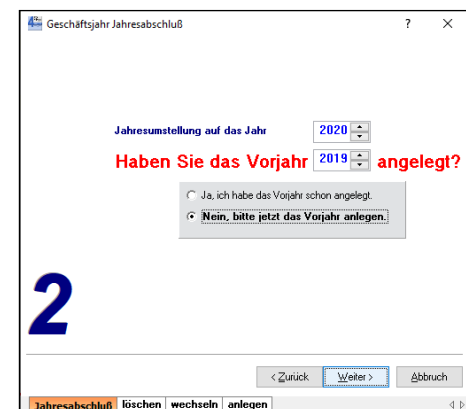 Geschäftsjahr Jahresabschluß ? ×
Jahresumstellung auf das Jahr 2020
Haben Sie das Vorjahr 2019 angelegt?
Ja, ich habe das Vorjahr schon angelegt.
Nein, bitte jetzt das Vorjahr anlegen.
2
< Zurück Weiter > Abbruch
Jahresabschluß löschen wechseln anlegen